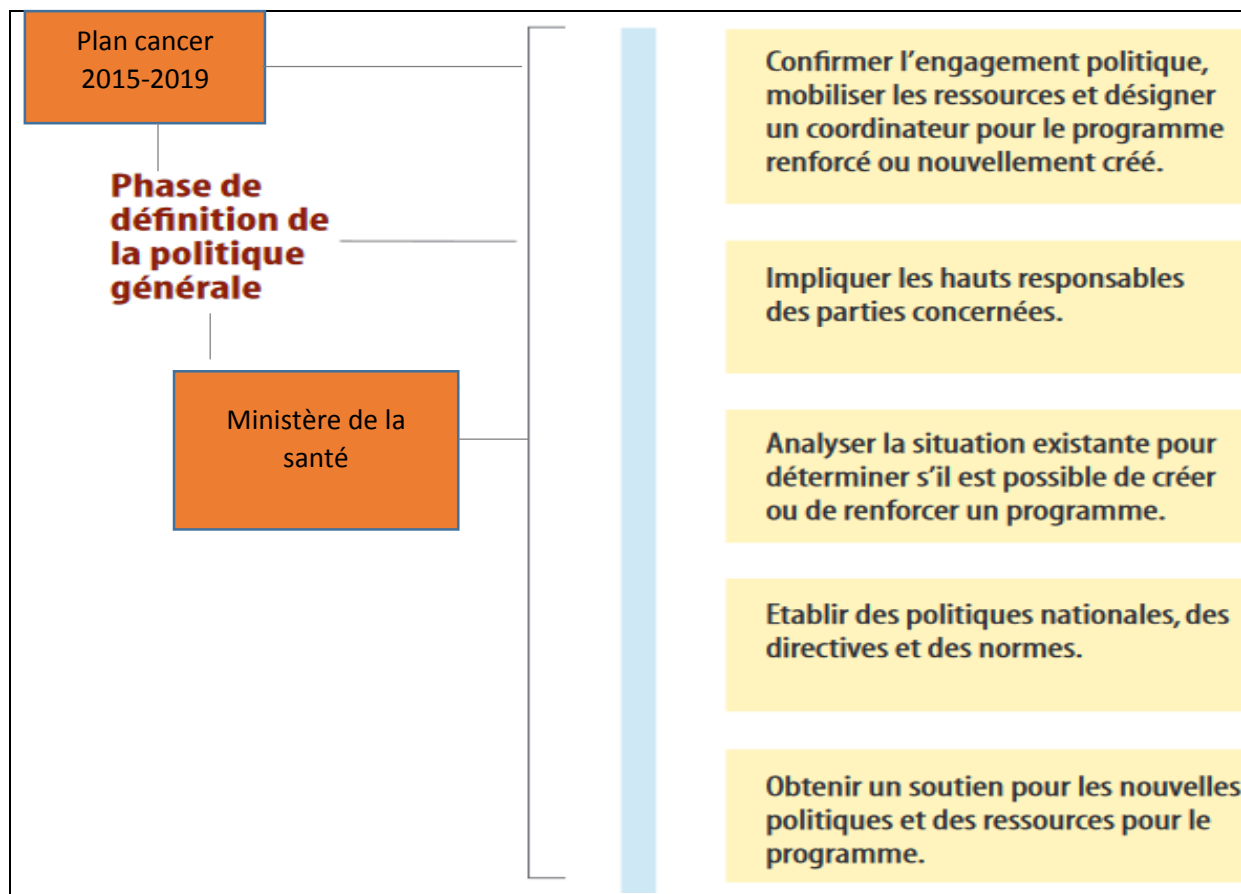 Plan cancer
2015-2019
Phase de
définition de
la politique
générale
Ministère de la
santé
Confirmer l'engagement politique,
mobiliser les ressources et désigner
un coordinateur pour le programme
renforcé ou nouvellement créé.
Impliquer les hauts responsables
des parties concernées.
Analyser la situation existante pour
déterminer s'il est possible de créer
ou de renforcer un programme.
Etablir des politiques nationales, des
directives et des normes.
Obtenir un soutien pour les nouvelles
politiques et des ressources pour le
programme.